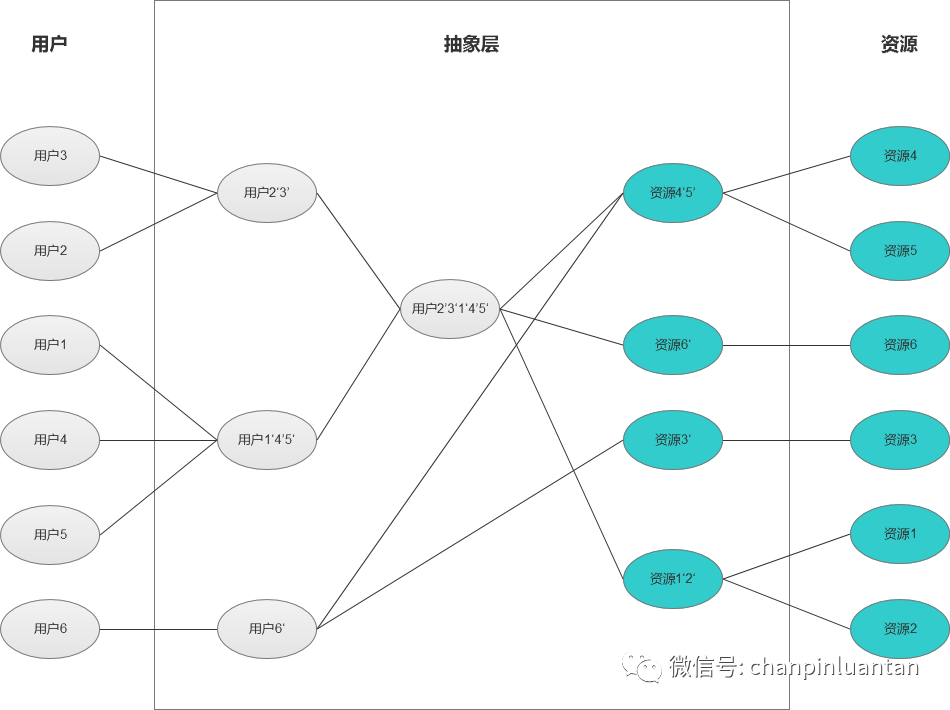 用户
抽象层
资源
用户3
用户2
用户1
用户4
用户5
用户6
用户2‘3’
用户1‘4’5‘
用户6‘
用户2’3‘1‘4’5‘
资源4‘5’
资源6‘
资源3‘
资源1‘2‘
资源4
资源5
资源6
资源3
资源1
资源2
微信号: chanpinluantan